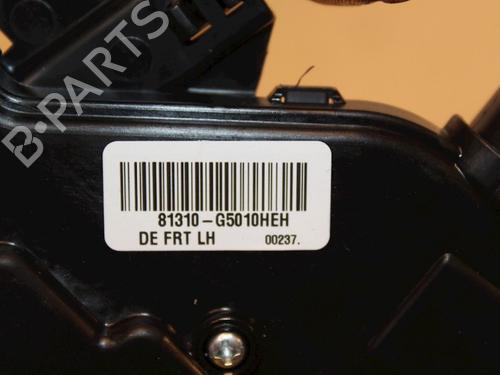 B-PARTS
81310-G5010HEH
DE FRT LH 00237.